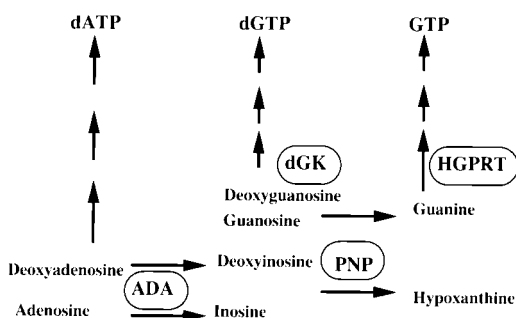 dATP dGTP GTP
dGK HGPRT
Deoxyguanosine
Guanosine Guanine
Deoxyadenosine Deoxyinosine PNP
ADA
Adenosine Inosine Hypoxanthine